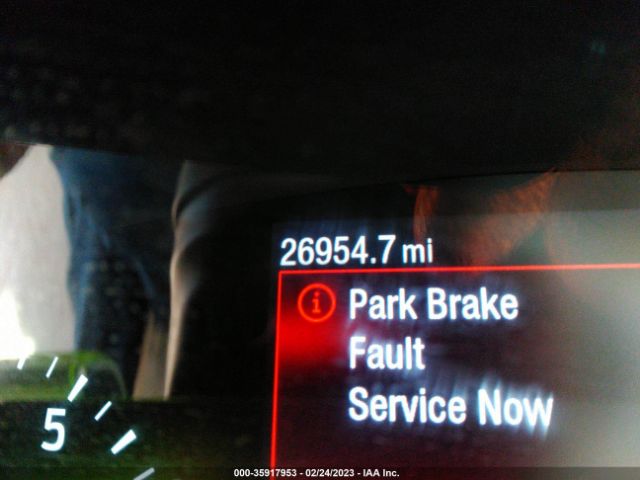 26954.7 mi
Park Brake
Fault
Service Now
5
000-35917953 - 02/24/2023 - IAA Inc.